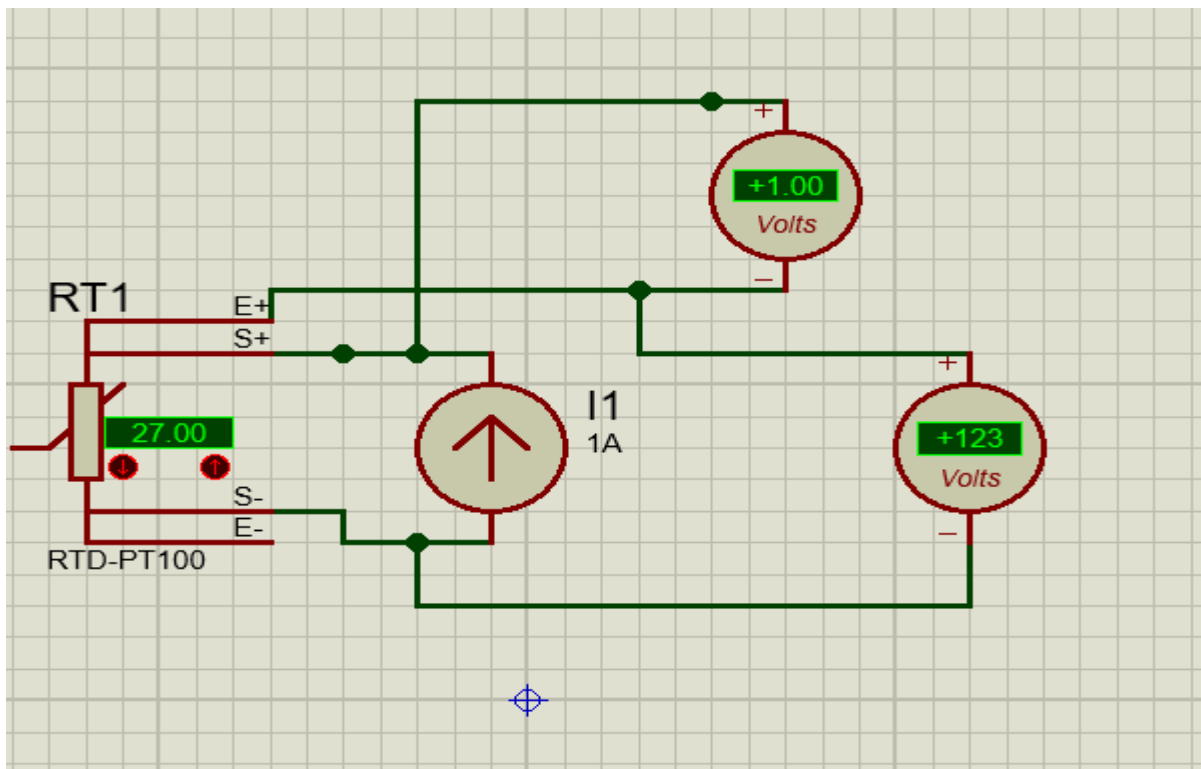 +
+1.00
Volts
−
RT1
E+
S+
+
I1
1A
27.00
+123
Volts
S-
−
E-
RTD-PT100